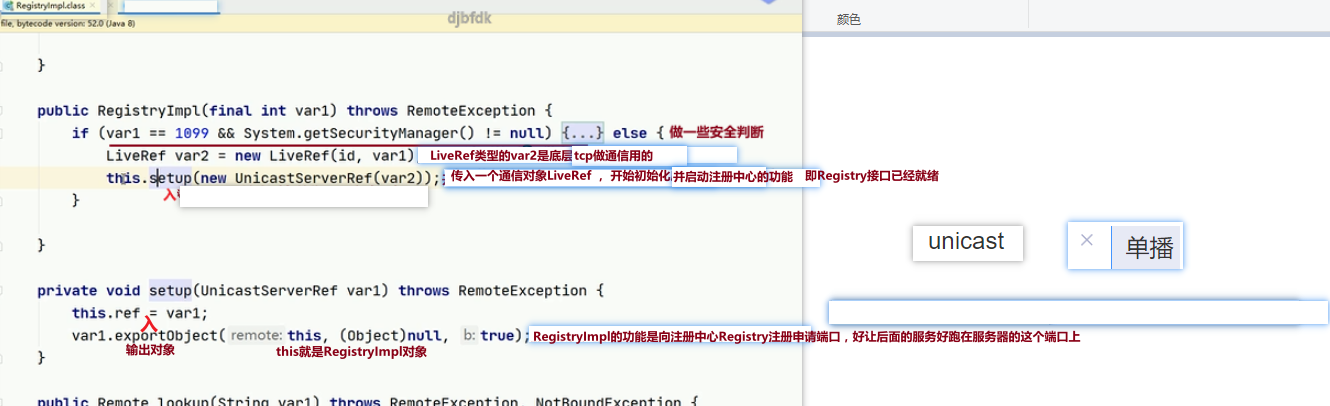 RegistryImpl.class
颜色
file, bytecode version: 52.0 (Java 8)
djbfdk
}
public RegistryImpl(final int var1) throws RemoteException {
if (var1 == 1099 && System.getSecurityManager() != null) {...} else { 做一些安全判断
LiveRef var2 = new LiveRef(id, var1) LiveRef类型的var2是底层tcp做通信用的
this.setup(new UnicastServerRef(var2)); 传入一个通信对象LiveRef ，开始初始化 并启动注册中心的功能 即Registry接口已经就绪
入
}
}
unicast
× 单播
private void setup(UnicastServerRef var1) throws RemoteException {
this.ref = var1;
入
var1.exportObject( remote: this, (Object)null, b: true); RegistryImpl的功能是向注册中心Registry注册申请端口，好让后面的服务好跑在服务器的这个端口上
输出对象 this就是RegistryImpl对象
}
public Remote lookup(String var1) throws RemoteException, NotBoundException {